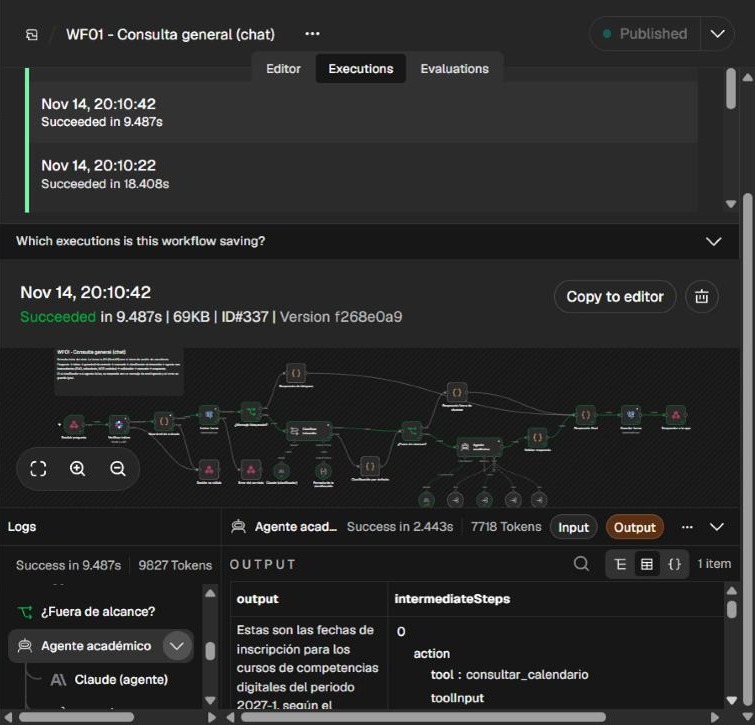 WF01 - Consulta general (chat)
...
Published
Editor
Executions
Evaluations
Nov 14, 20:10:42
Succeeded in 9.487s
Nov 14, 20:10:22
Succeeded in 18.408s
Which executions is this workflow saving?
Nov 14, 20:10:42
Succeeded in 9.487s | 69KB | ID#337 | Version f268e0a9
Copy to editor
WF01 - Consulta general (chat)
Logs
Agente acad... Success in 2.443s | 7718 Tokens
Input
Output
...
Success in 9.487s | 9827 Tokens
OUTPUT
1 item
¿Fuera de alcance?
Agente académico
Claude (agente)
output
intermediateSteps
Estas son las fechas de
inscripción para los
cursos de competencias
digitales del periodo
2027-1, según el
0
action
tool : consultar_calendario
toolInput